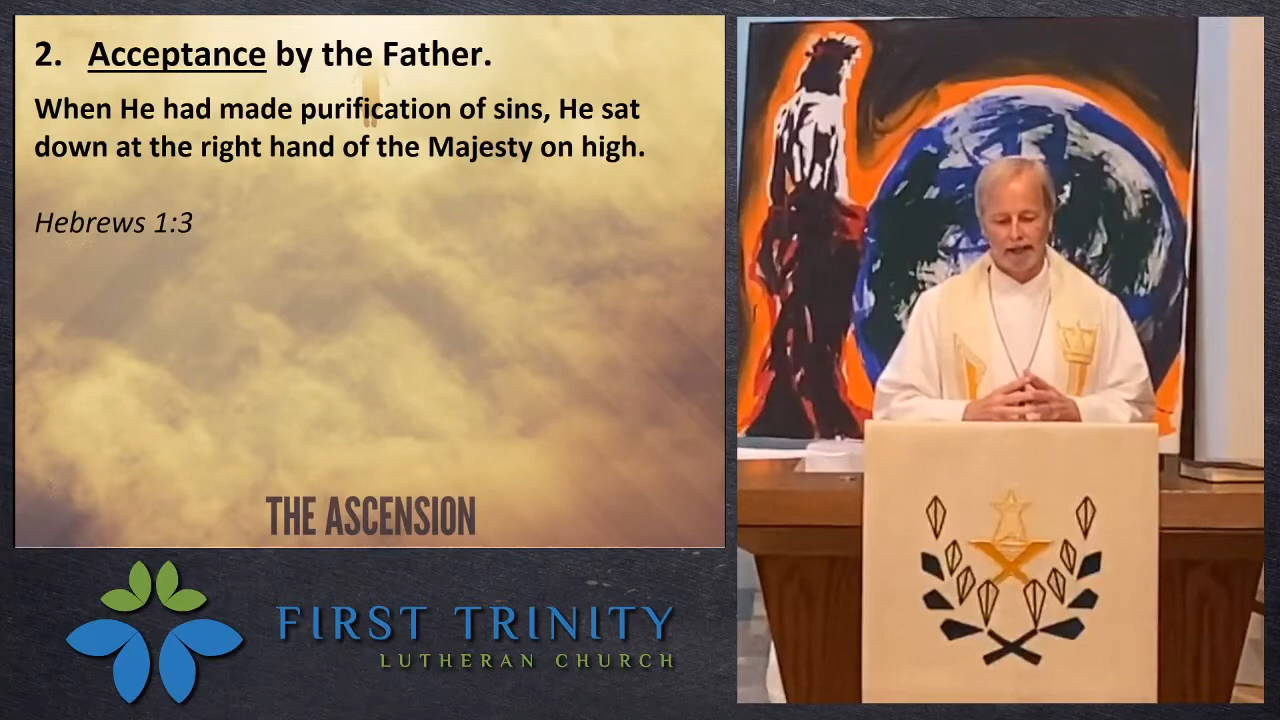 2. Acceptance by the Father.
When He had made purification of sins, He sat
down at the right hand of the Majesty on high.
Hebrews 1:3
THE ASCENSION
FIRST TRINITY
LUTHERAN CHURCH